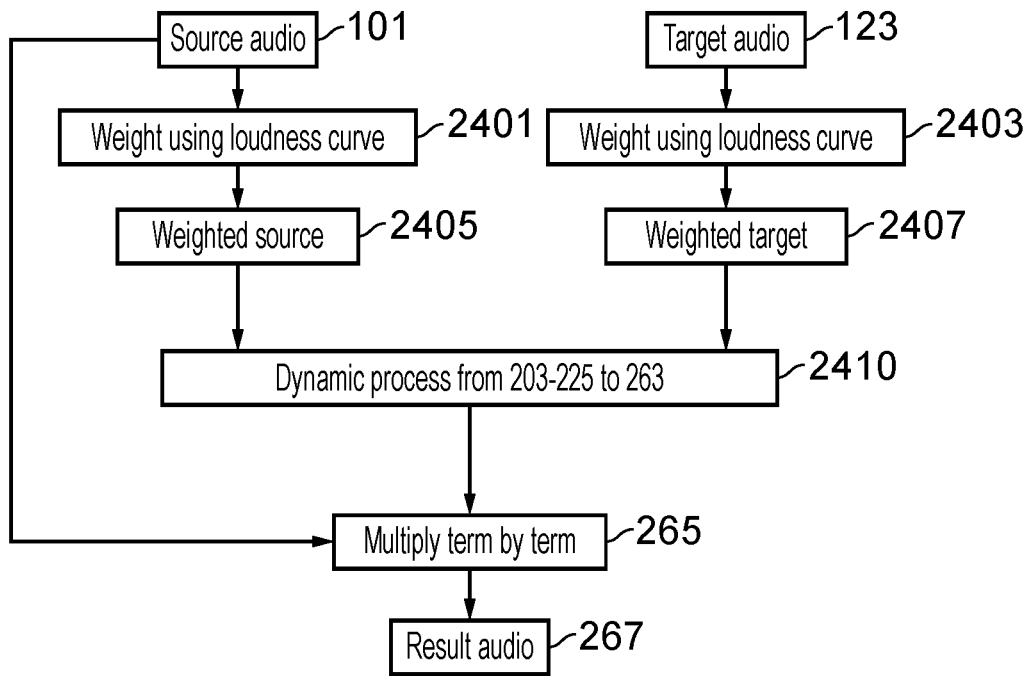 Source audio 101
Target audio 123
Weight using loudness curve 2401
Weight using loudness curve 2403
Weighted source 2405
Weighted target 2407
Dynamic process from 203-225 to 263 2410
Multiply term by term 265
Result audio 267